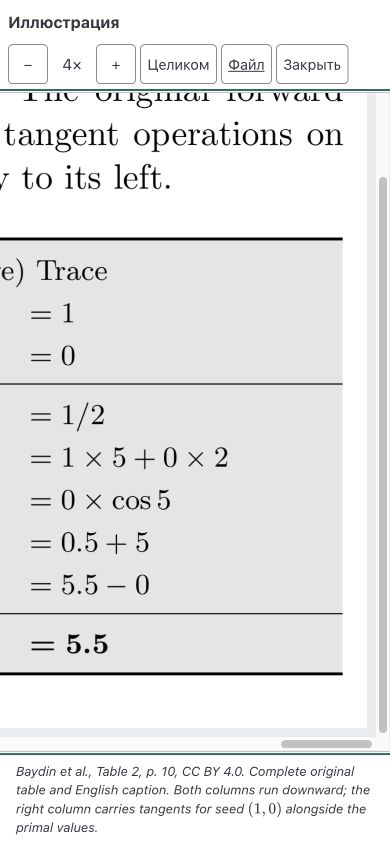 Иллюстрация
− 4× + Целиком Файл Закрыть
The original forward
tangent operations on
y to its left.
e) Trace
= 1
= 0
= 1/2
= 1 × 5 + 0 × 2
= 0 × cos 5
= 0.5 + 5
= 5.5 − 0
= 5.5
Baydin et al., Table 2, p. 10, CC BY 4.0. Complete original
table and English caption. Both columns run downward; the
right column carries tangents for seed (1, 0) alongside the
primal values.